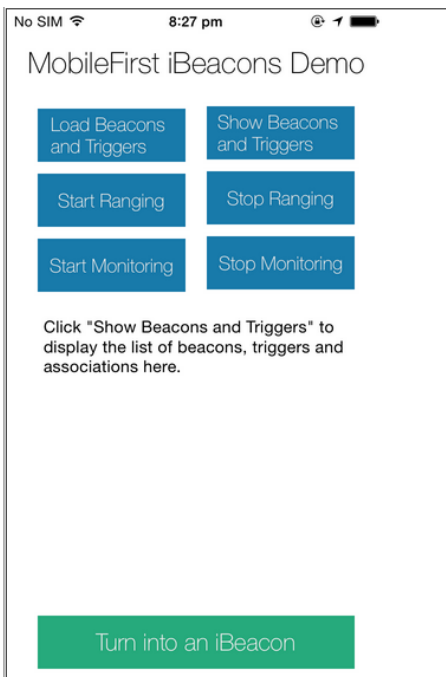 No SIM 8:27 pm
MobileFirst iBeacons Demo
Load Beacons
and Triggers
Show Beacons
and Triggers
Start Ranging
Stop Ranging
Start Monitoring
Stop Monitoring
Click "Show Beacons and Triggers" to
display the list of beacons, triggers and
associations here.
Turn into an iBeacon